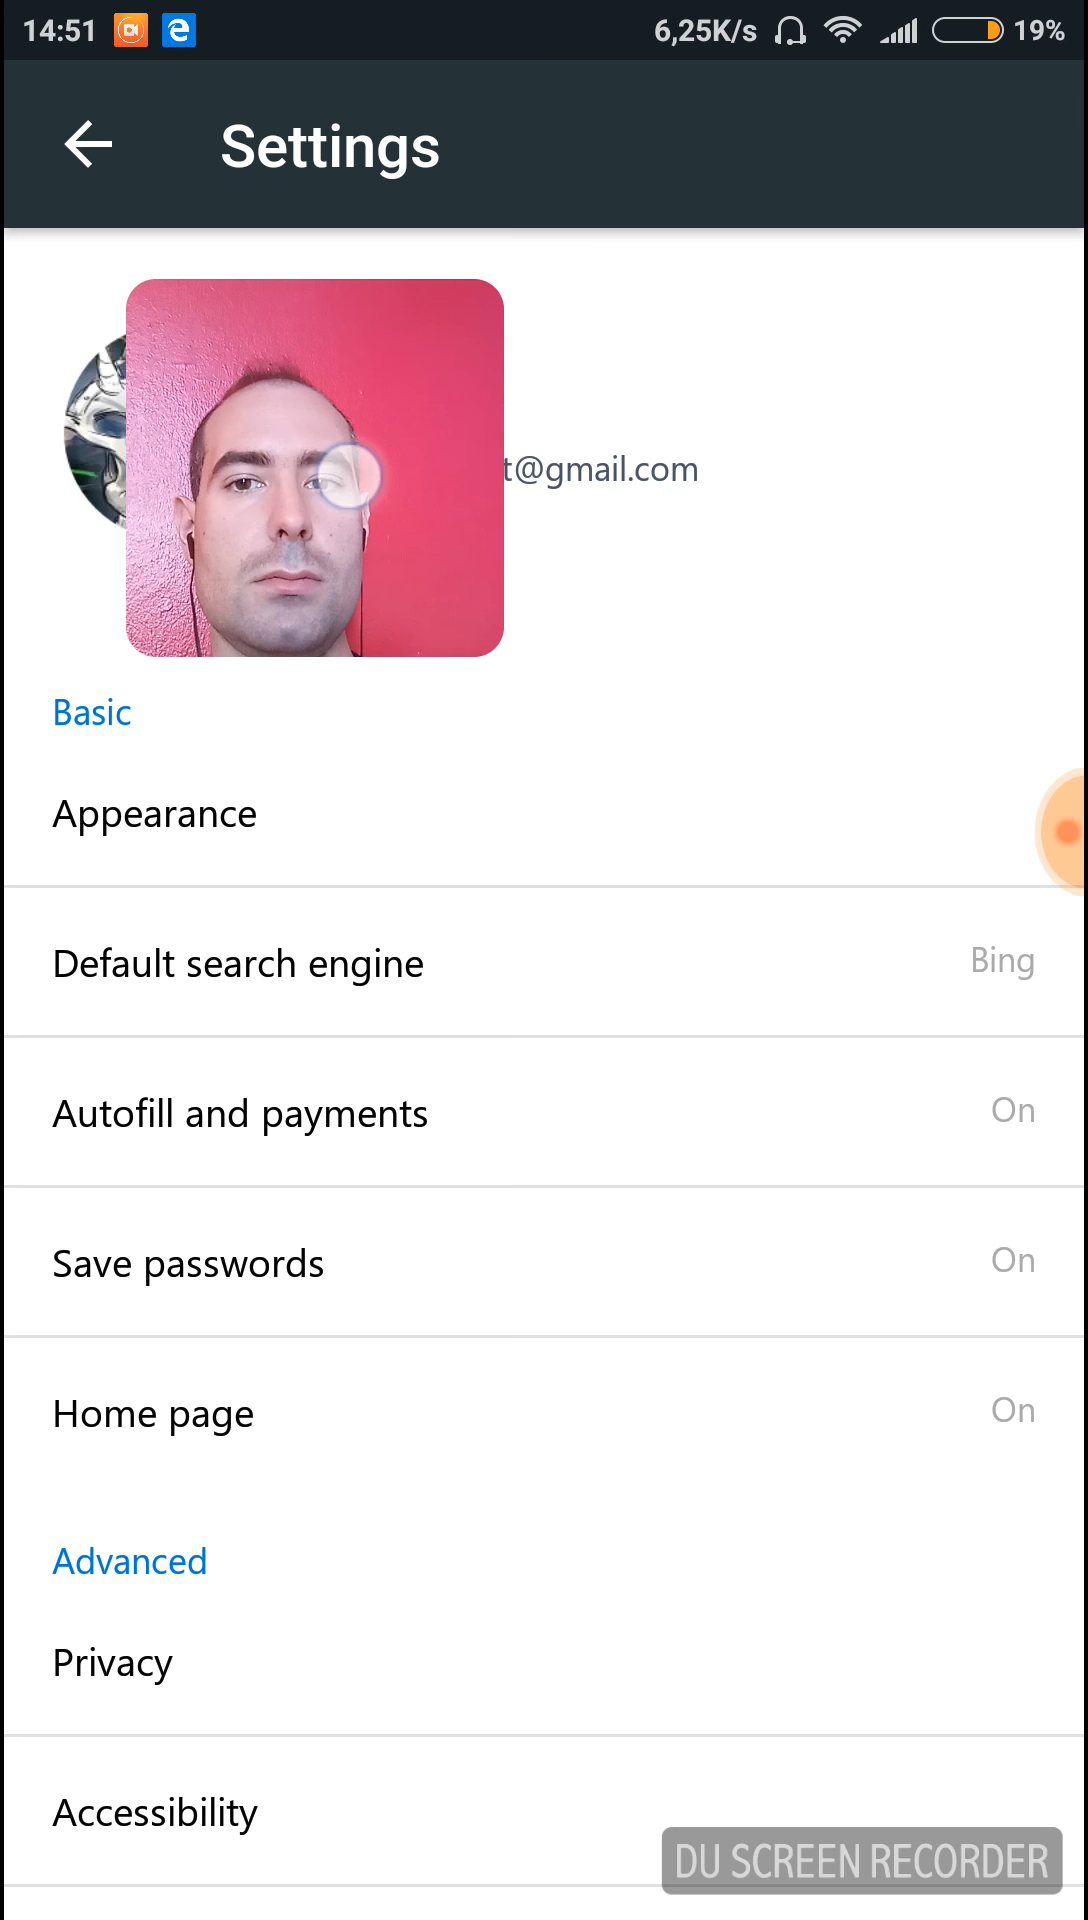 14:51 6,25K/s 19%
Settings
t@gmail.com
Basic
Appearance
Default search engine Bing
Autofill and payments On
Save passwords On
Home page On
Advanced
Privacy
Accessibility
DU SCREEN RECORDER